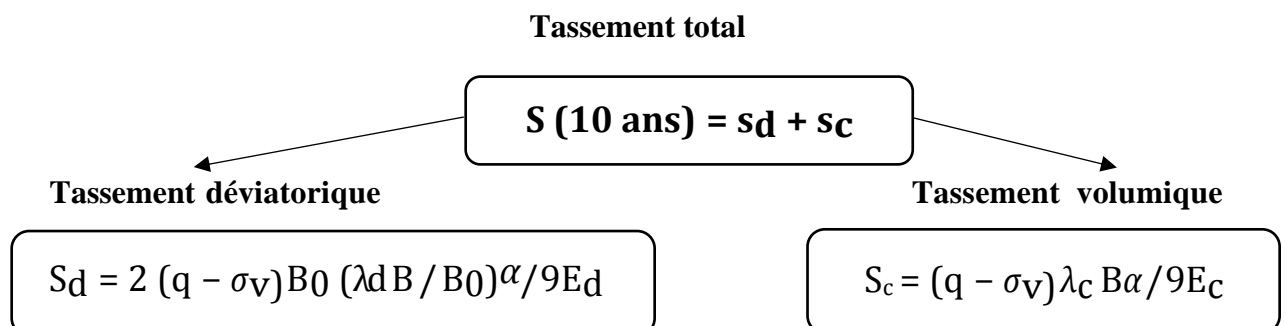 Tassement total
S (10 ans) = sd + sc
Tassement déviatorique
Tassement volumique
Sd = 2 (q − σv)B0 (λd B / B0)α/9Ed
Sc = (q − σv)λc Bα/9Ec